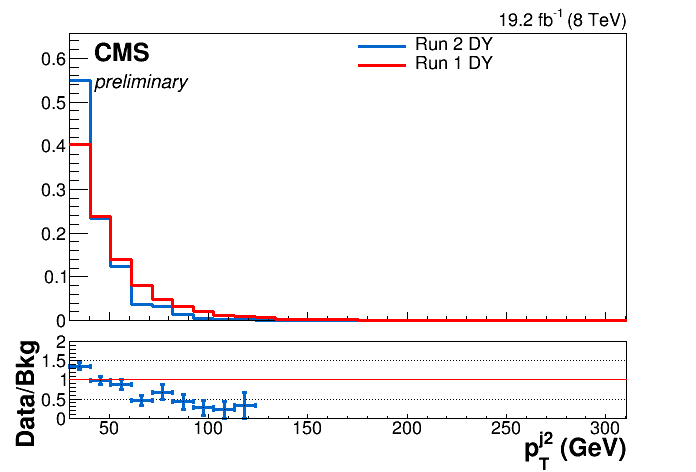 19.2 fb⁻¹ (8 TeV)
CMS
preliminary
Run 2 DY
Run 1 DY
0.6
0.5
0.4
0.3
0.2
0.1
0
2
1.5
1
0.5
0
Data/Bkg
50 100 150 200 250 300
p_T^j2 (GeV)